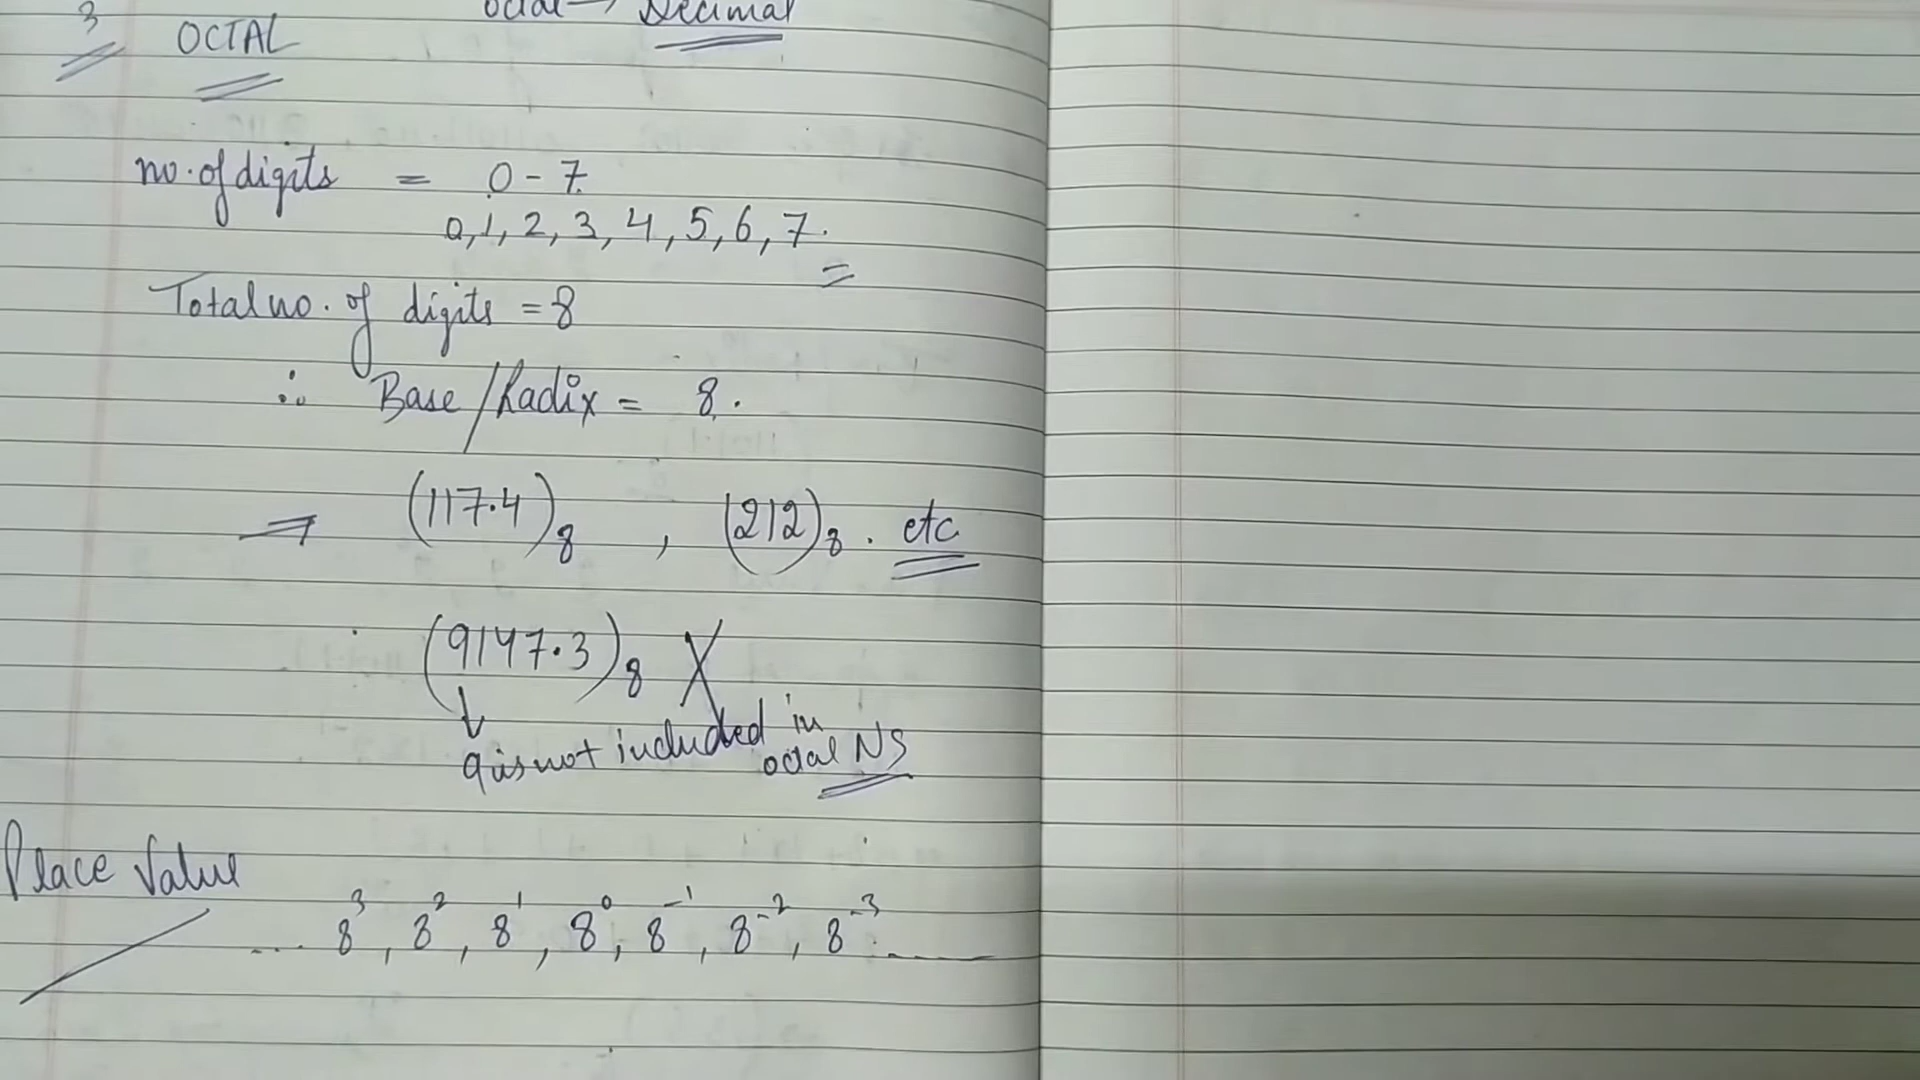 octal → Decimal
3 OCTAL
no. of digits = 0 - 7
0, 1, 2, 3, 4, 5, 6, 7.
Total no. of digits = 8
∴ Base/Radix = 8.
⇒ (117.4)₈ , (212)₈ . etc
(9147.3)₈ X
↓
9 is not included in
octal NS
Place Value
.... 8³, 8², 8¹, 8⁰, 8⁻¹, 8⁻², 8⁻³ .....